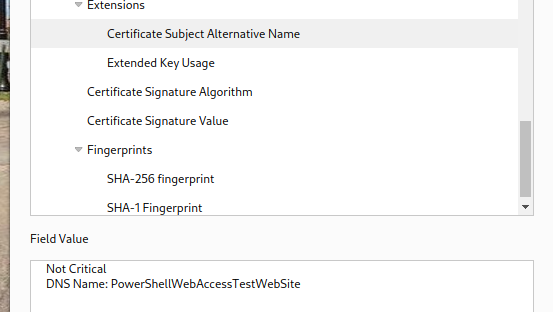 Extensions
Certificate Subject Alternative Name
Extended Key Usage
Certificate Signature Algorithm
Certificate Signature Value
Fingerprints
SHA-256 fingerprint
SHA-1 Fingerprint
Field Value
Not Critical
DNS Name: PowerShellWebAccessTestWebSite